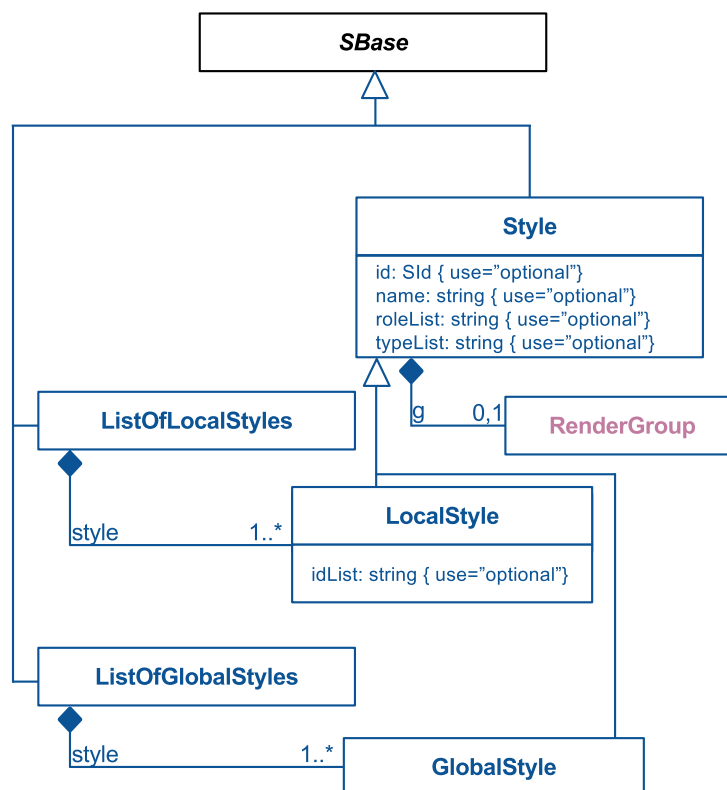 SBase
Style
id: SId { use=”optional”}
name: string { use=”optional”}
roleList: string { use=”optional”}
typeList: string { use=”optional”}
ListOfLocalStyles
g
0,1
RenderGroup
style
1..*
LocalStyle
idList: string { use=”optional”}
ListOfGlobalStyles
style
1..*
GlobalStyle